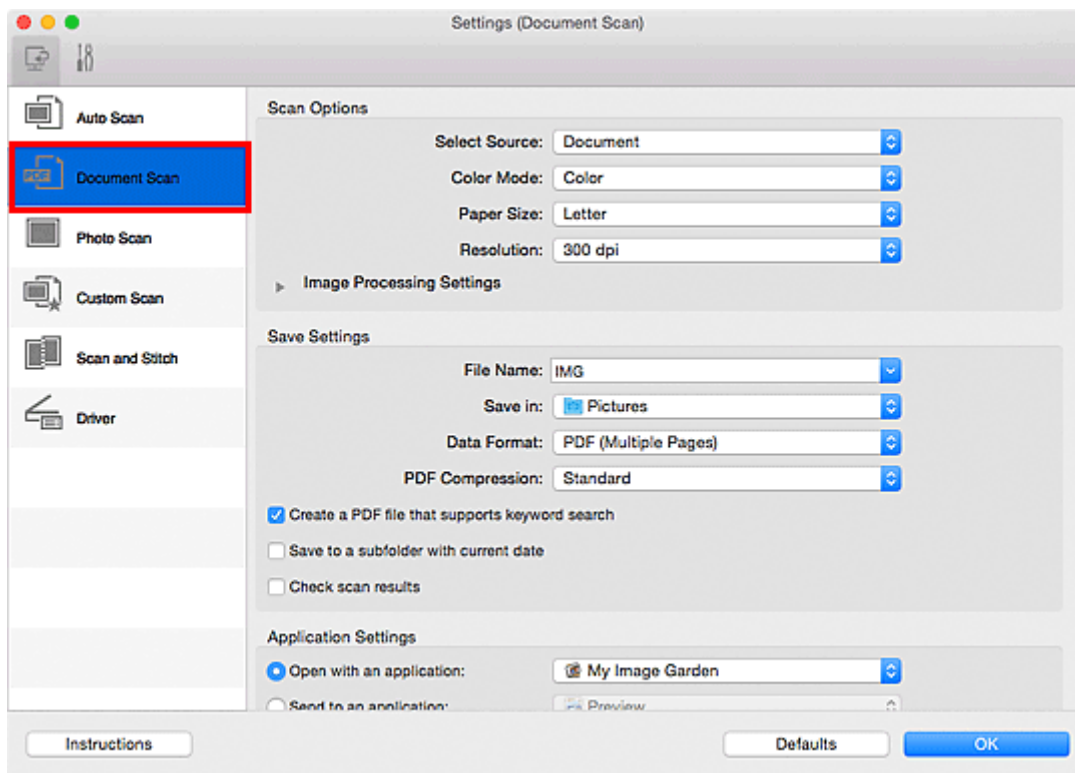 Settings (Document Scan)
Auto Scan
PDF
Document Scan
Photo Scan
Custom Scan
Scan and Stitch
Driver
Scan Options
Select Source: Document
Color Mode: Color
Paper Size: Letter
Resolution: 300 dpi
Image Processing Settings
Save Settings
File Name: IMG
Save in: Pictures
Data Format: PDF (Multiple Pages)
PDF Compression: Standard
Create a PDF file that supports keyword search
Save to a subfolder with current date
Check scan results
Application Settings
Open with an application: My Image Garden
Send to an application: Preview
Instructions
Defaults
OK